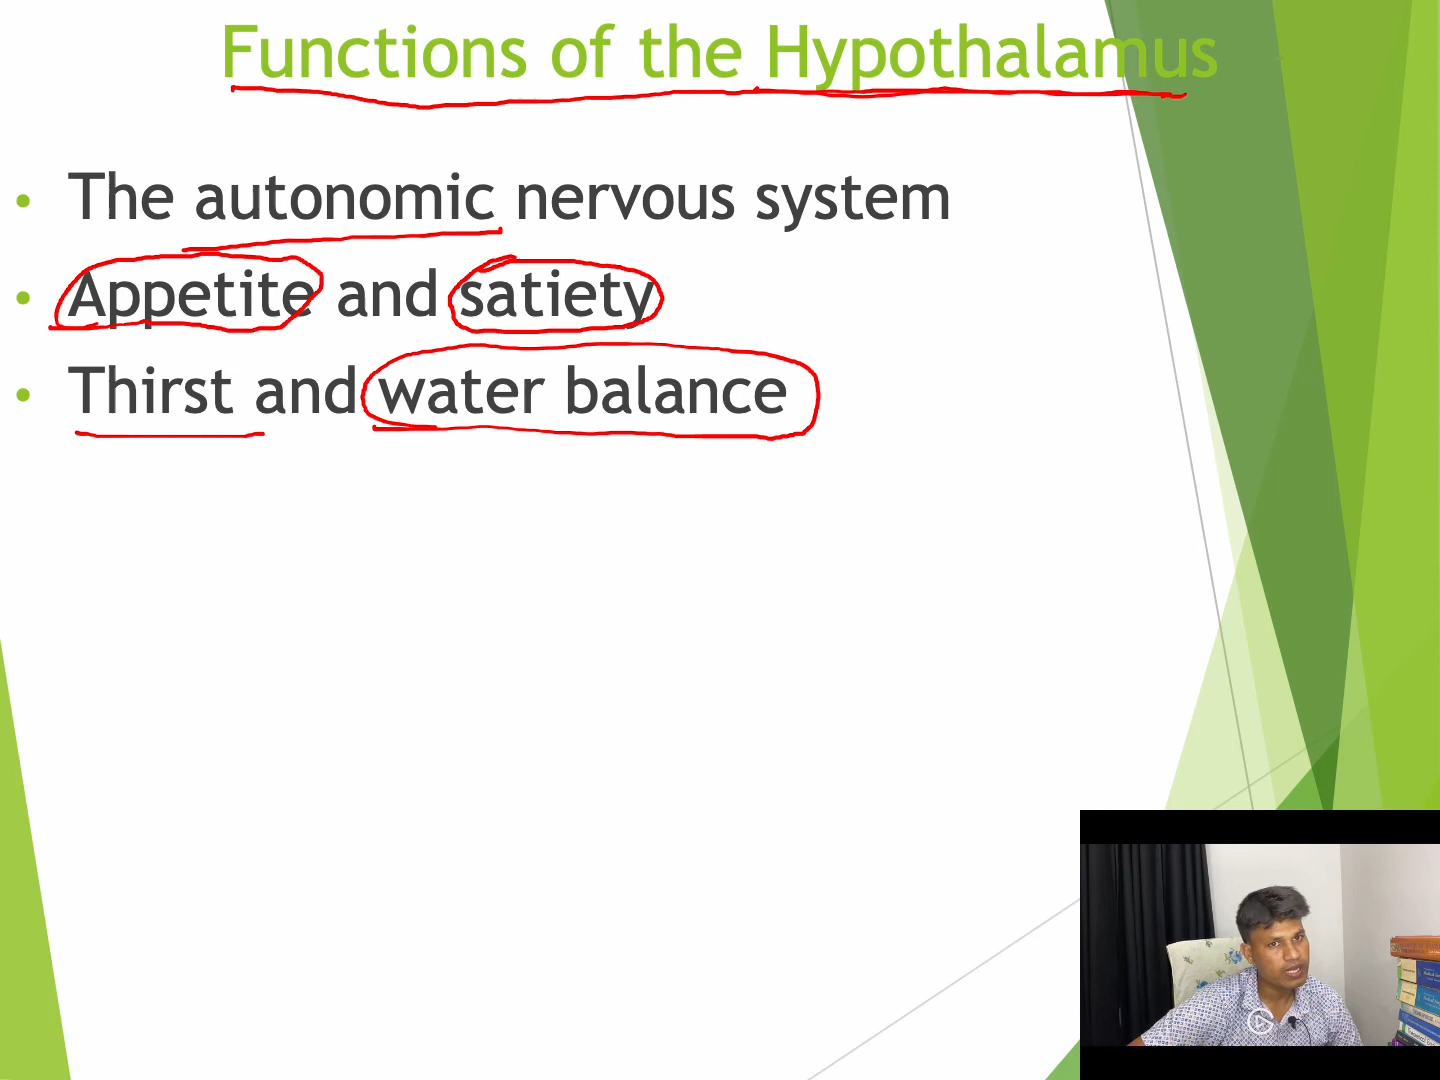 Functions of the Hypothalamus
• The autonomic nervous system
• Appetite and satiety
• Thirst and water balance